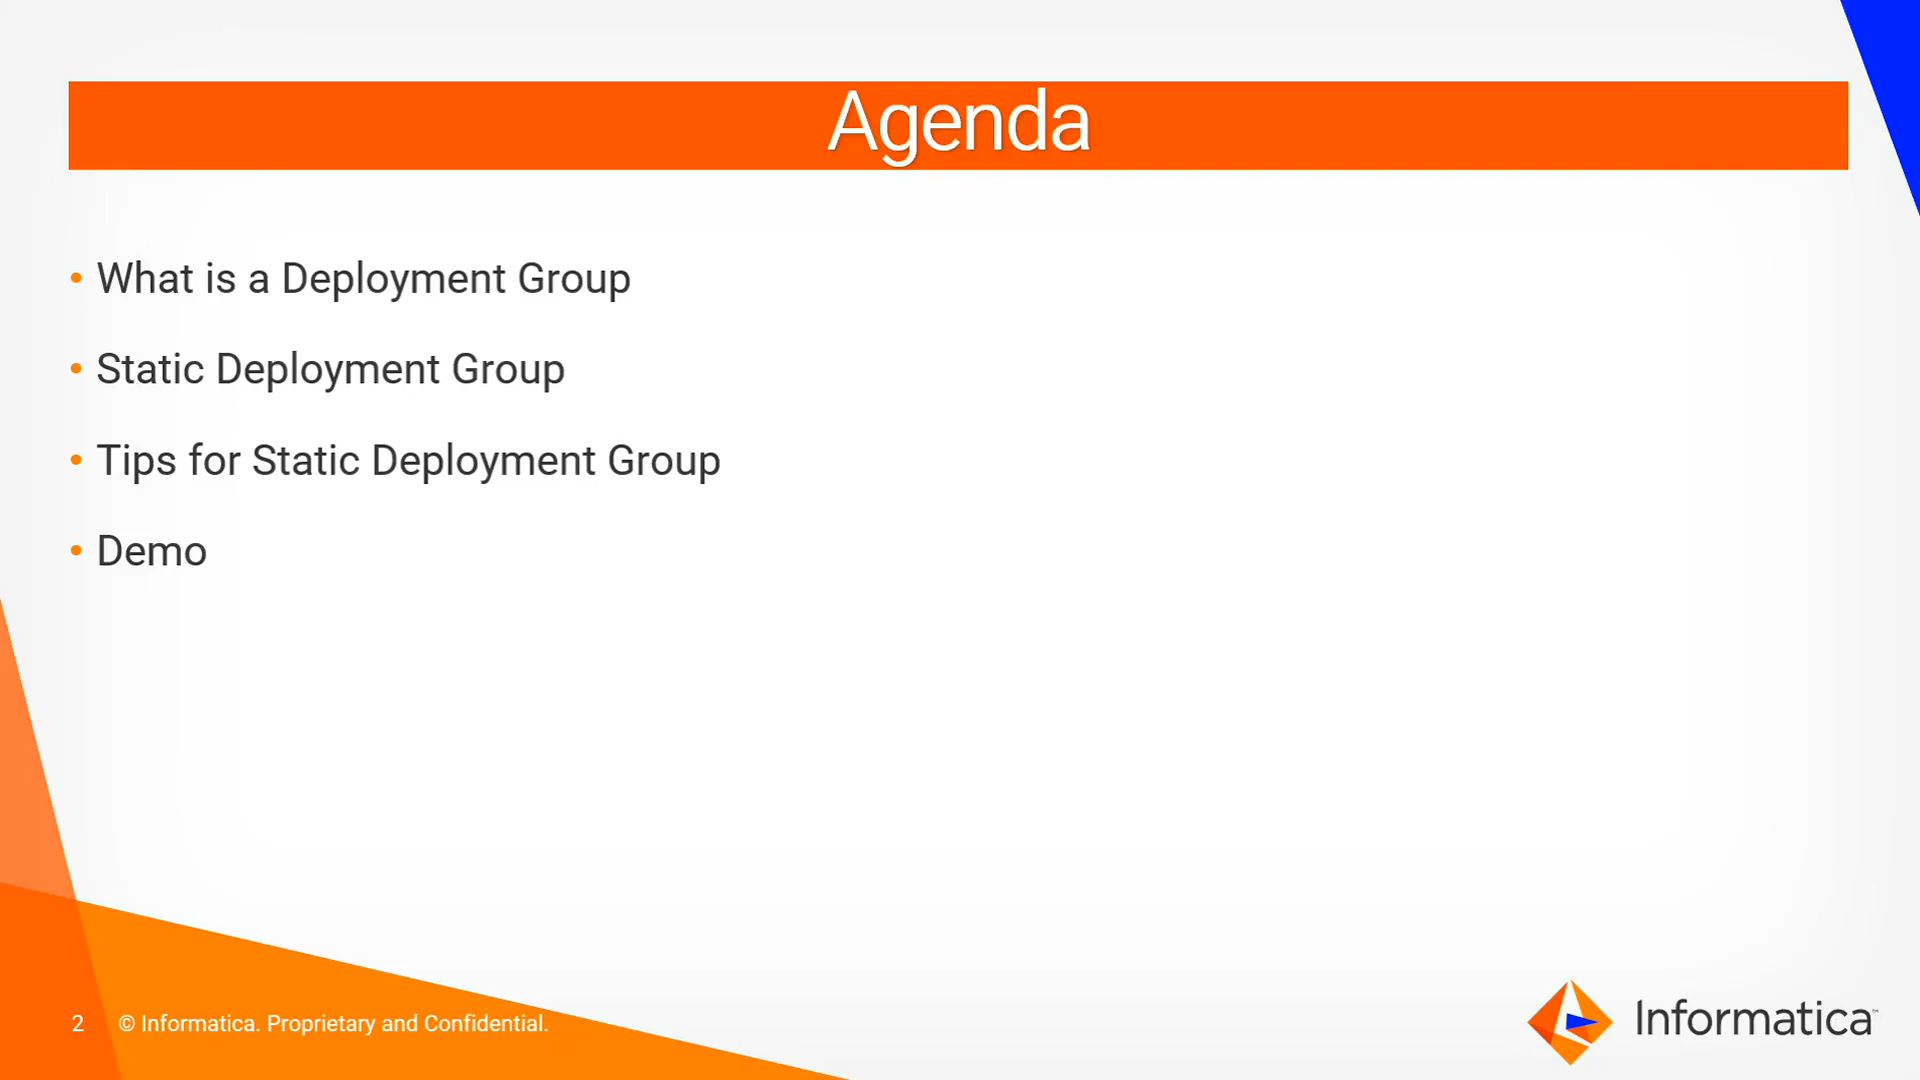 Agenda
• What is a Deployment Group
• Static Deployment Group
• Tips for Static Deployment Group
• Demo
2 © Informatica. Proprietary and Confidential.
Informatica™